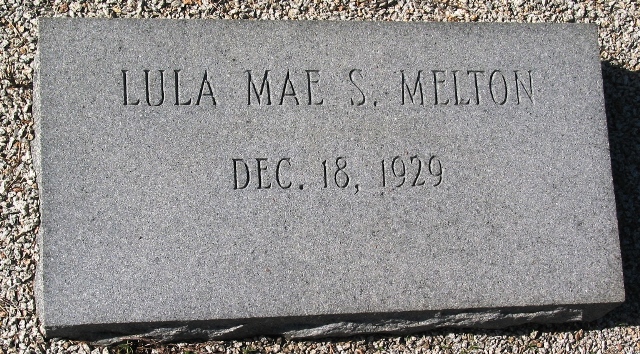 LULA MAE S. MELTON
DEC. 18, 1929